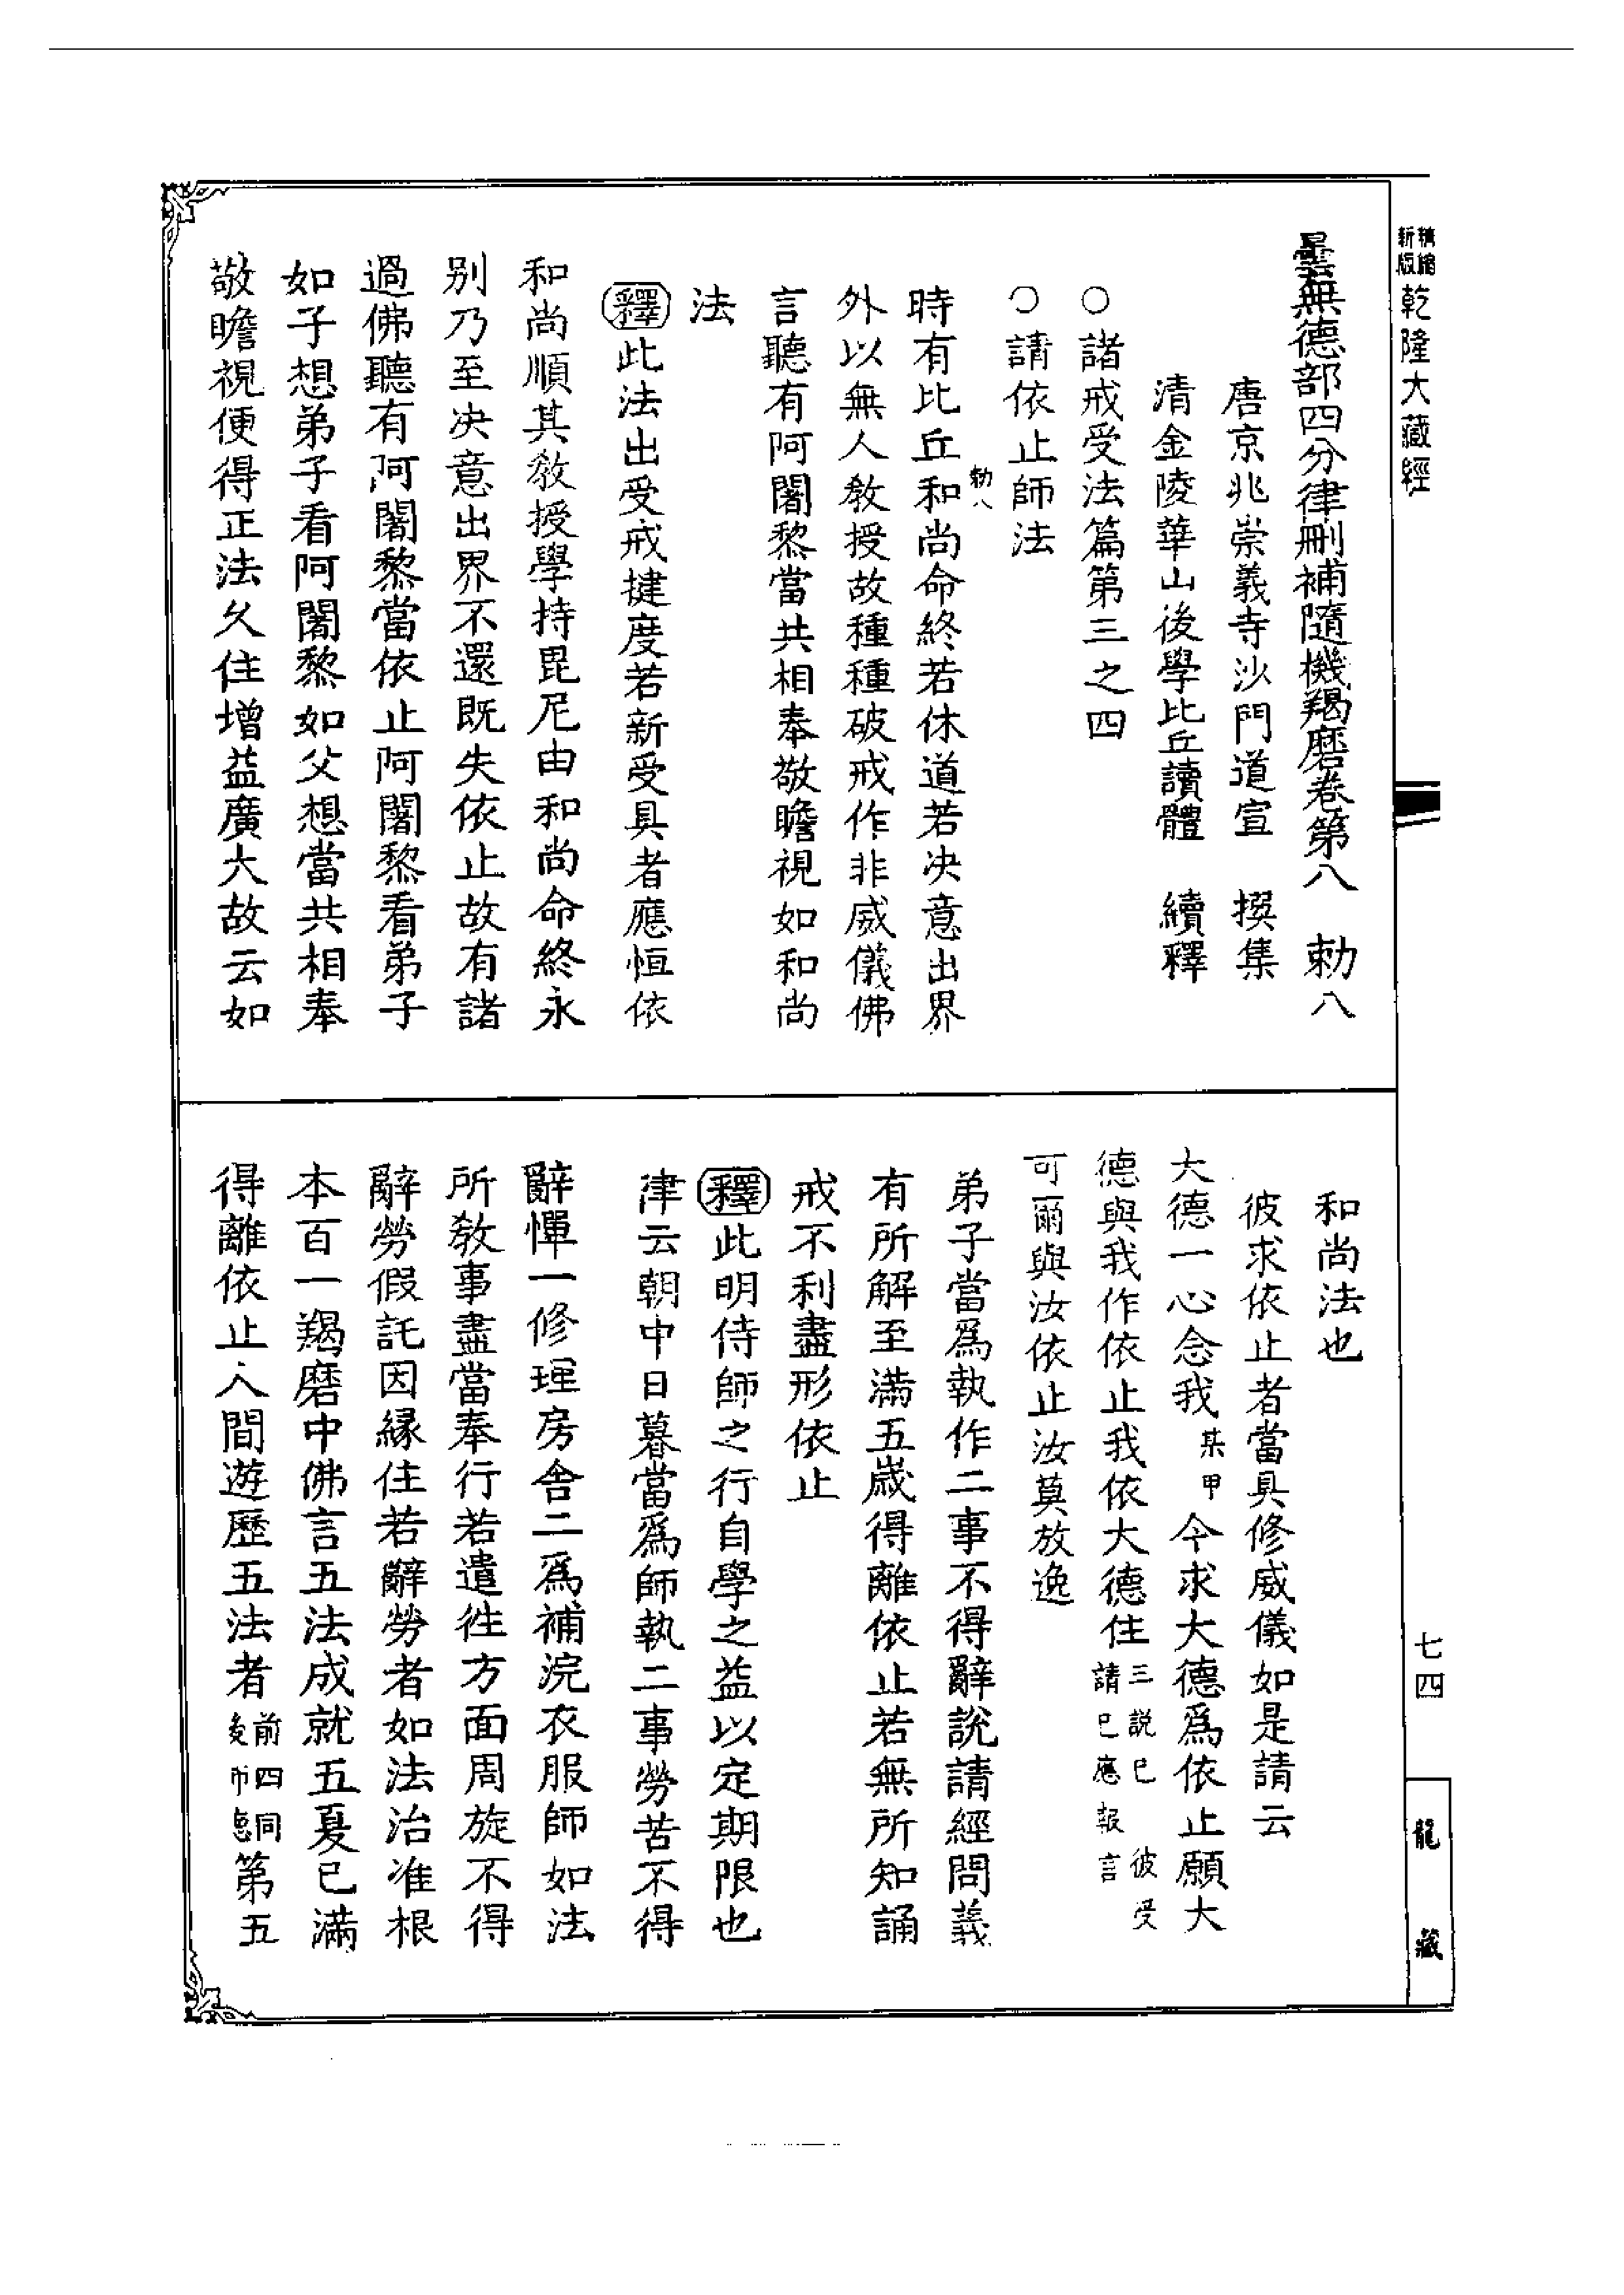 精縮
新版
乾隆大藏經
曇無德部四分律刪補隨機羯磨卷第八 勅八
唐京兆崇義寺沙門道宣 撰集
清金陵華山後學比丘讀體 續釋
○諸戒受法篇第三之四
○請依止師法
勅八
時有比丘和尚命終若休道若決意出界
外以無人教授故種種破戒作非威儀佛
言聽有阿闍黎當共相奉敬瞻視如和尚
法
釋此法出受戒揵度若新受具者應恒依
和尚順其教授學持毘尼由和尚命終永
別乃至決意出界不還既失依止故有諸
過佛聽有阿闍黎當依止阿闍黎看弟子
如子想弟子看阿闍黎如父想當共相奉
敬瞻視便得正法久住增益廣大故云如
和尚法也
彼求依止者當具修威儀如是請云
大德一心念我某甲今求大德爲依止願大
德與我作依止我依大德住三說已彼受
請已應報言
可爾與汝依止汝莫放逸
弟子當爲執作二事不得辭說請經問義
有所解至滿五歲得離依止若無所知誦
戒不利盡形依止
釋此明侍師之行自學之益以定期限也
津云朝中日暮當爲師執二事勞苦不得
辭憚一修理房舍二爲補浣衣服師如法
所教事盡當奉行若遣徃方面周旋不得
辭勞假託因緣住若辭勞者如法治准根
本百一羯磨中佛言五法成就五夏已滿
得離依止人間遊歷五法者前四同
後師德第五
七四
龍藏